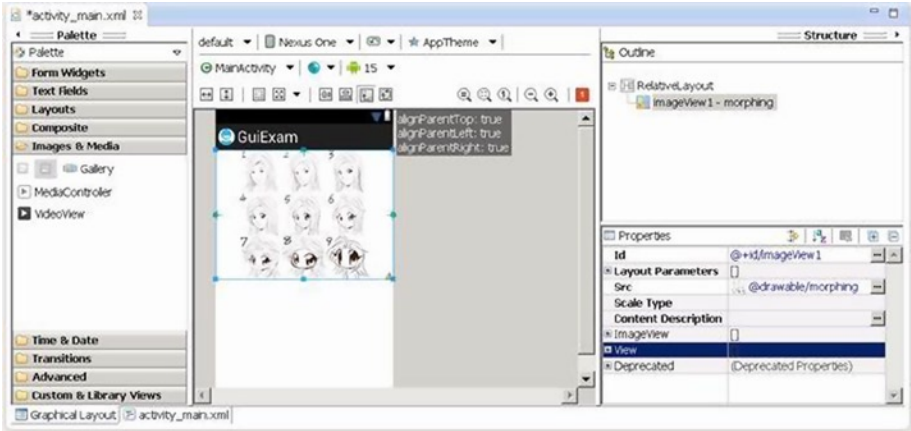 *activity_main.xml
Palette
Palette
Form Widgets
Text Fields
Layouts
Composite
Images & Media
Gallery
MediaController
VideoView
Time & Date
Transitions
Advanced
Custom & Library Views
default
Nexus One
AppTheme
MainActivity
15
GuiExam
alignParentTop: true
alignParentLeft: true
alignParentRight: true
1 2 3
4 5 6
7 8 9
Structure
Outline
RelativeLayout
imageView1 - morphing
Properties
Id @+id/imageView1
Layout Parameters []
Src @drawable/morphing
Scale Type
Content Description
ImageView []
View
Deprecated (Deprecated Properties)
Graphical Layout
activity_main.xml